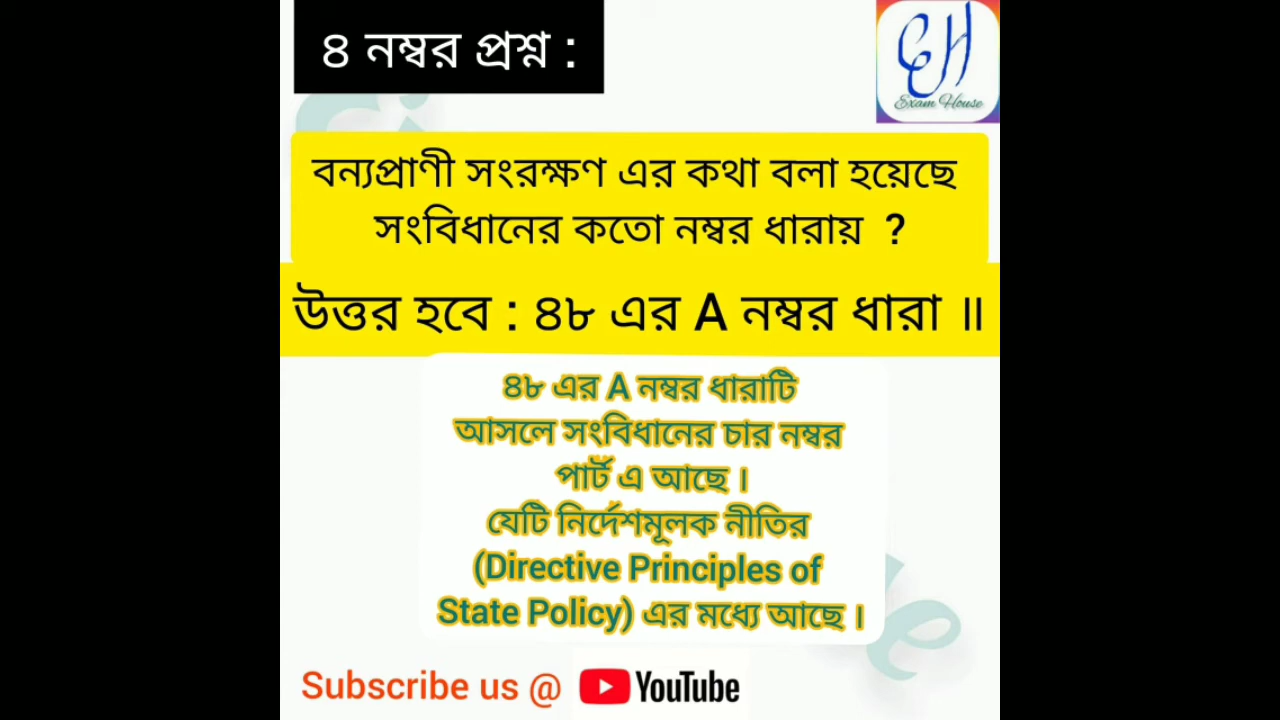 ৪ নম্বর প্রশ্ন :
CEH
Exam House
বন্যপ্রাণী সংরক্ষণ এর কথা বলা হয়েছে
সংবিধানের কতো নম্বর ধারায় ?
উত্তর হবে : ৪৮ এর A নম্বর ধারা ॥
৪৮ এর A নম্বর ধারাটি
আসলে সংবিধানের চার নম্বর
পার্ট এ আছে ।
যেটি নির্দেশমূলক নীতির
(Directive Principles of
State Policy) এর মধ্যে আছে ।
Subscribe us @ YouTube